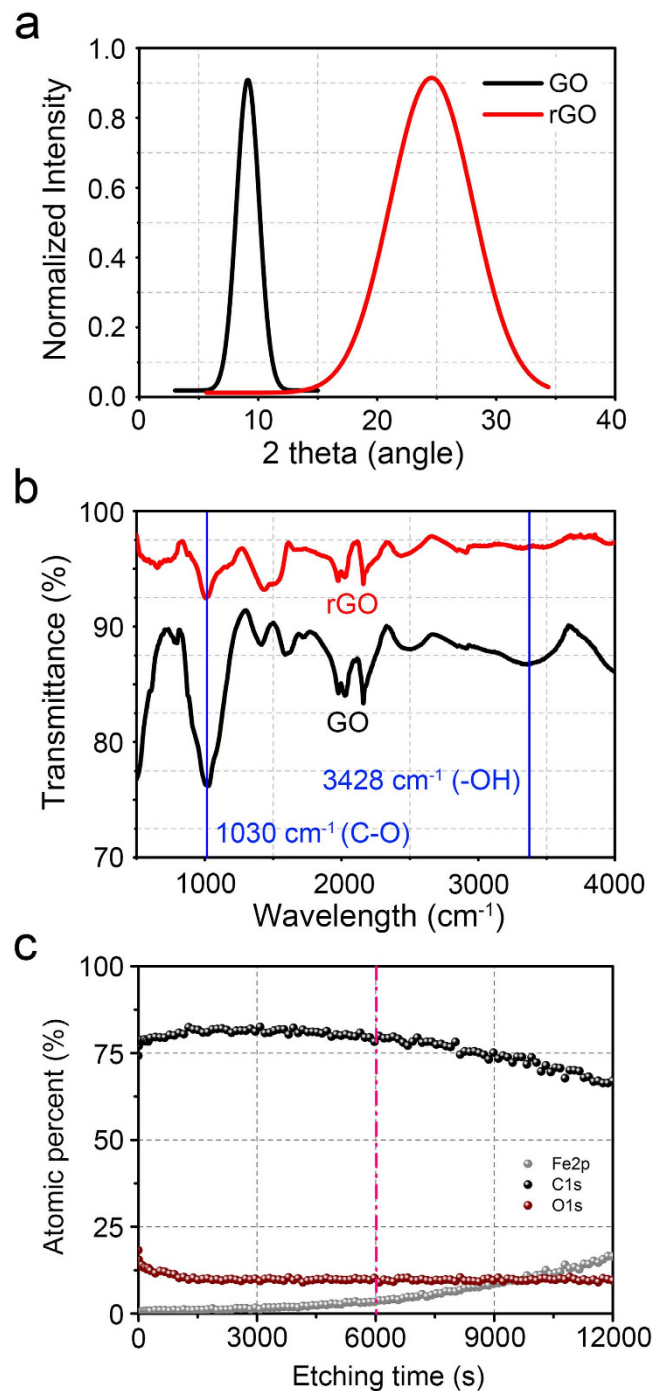 a
Normalized Intensity
1.0
0.8
0.6
0.4
0.2
0.0
GO
rGO
0 10 20 30 40
2 theta (angle)
b
Transmittance (%)
100
90
80
70
rGO
GO
3428 cm⁻¹ (-OH)
1030 cm⁻¹ (C-O)
1000 2000 3000 4000
Wavelength (cm⁻¹)
c
Atomic percent (%)
100
75
50
25
0
Fe2p
C1s
O1s
0 3000 6000 9000 12000
Etching time (s)